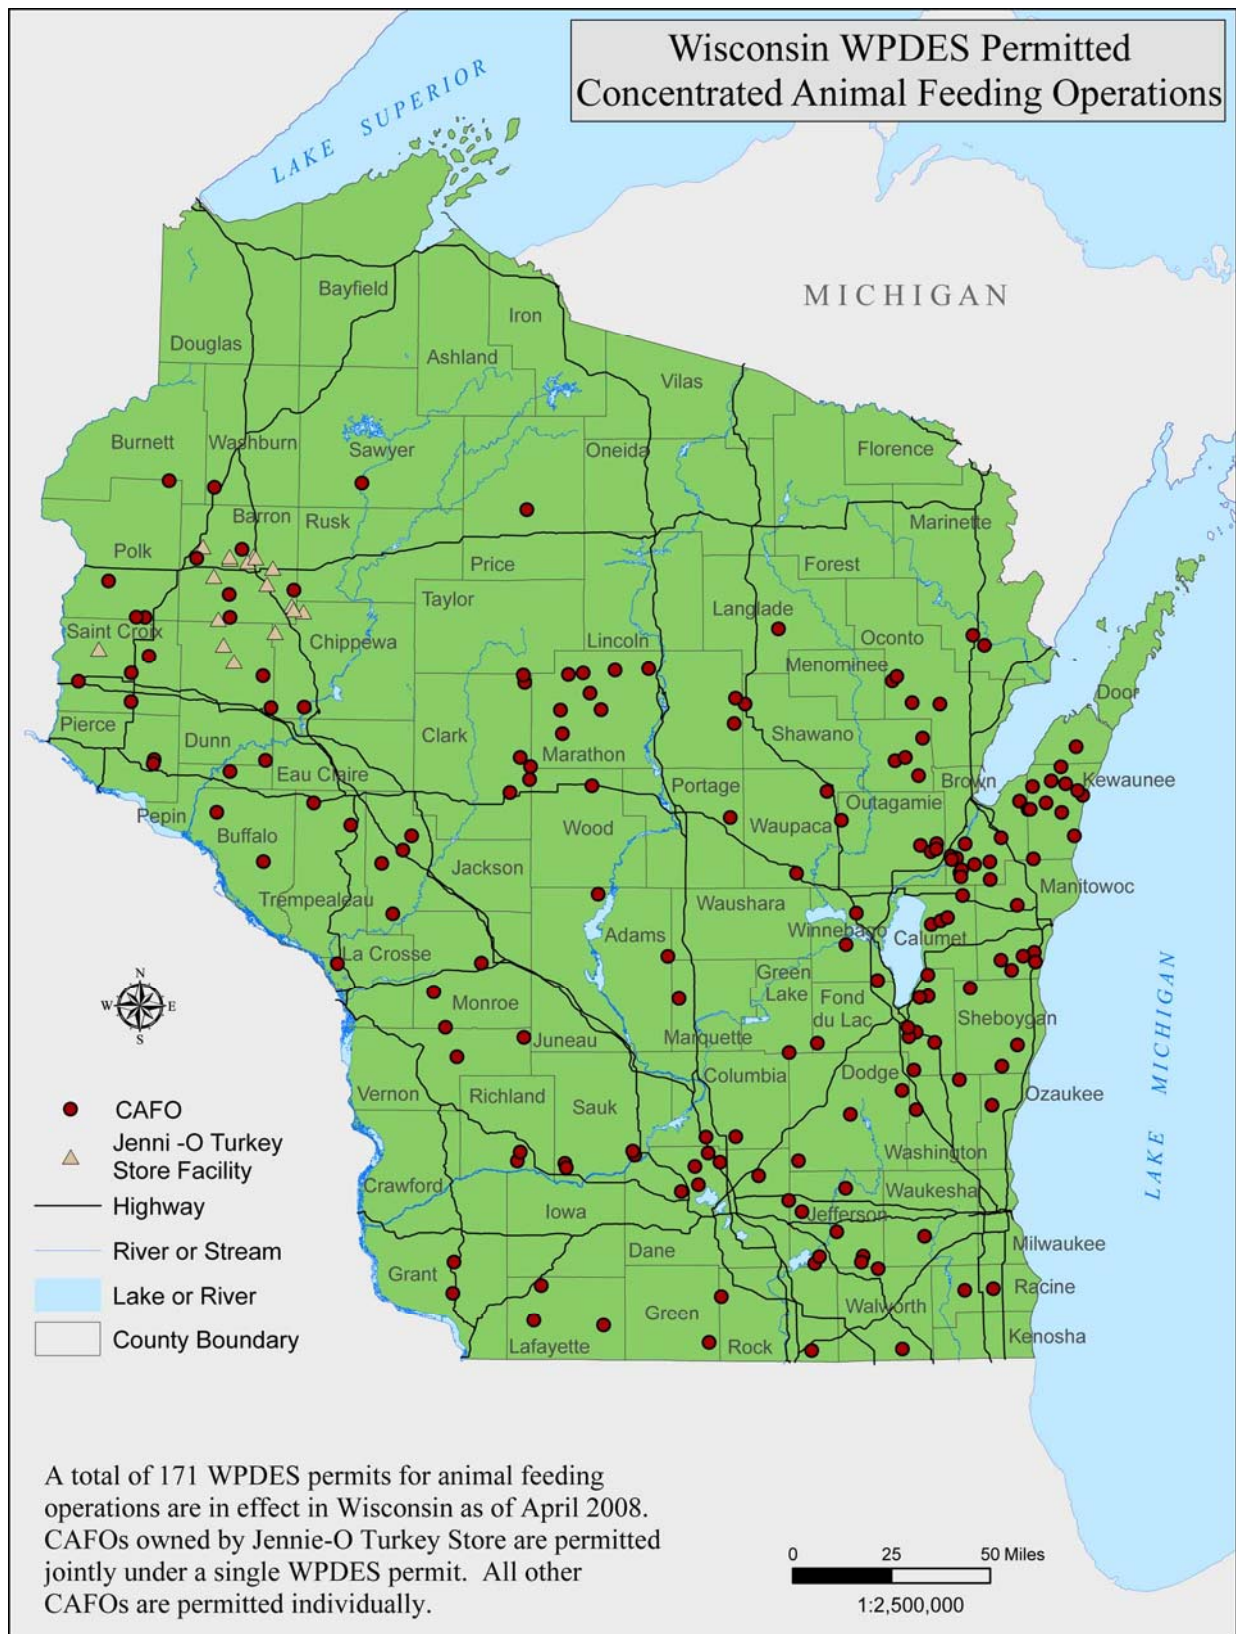 Wisconsin WPDES Permitted
Concentrated Animal Feeding Operations
LAKE SUPERIOR
MICHIGAN
Bayfield
Iron
Douglas
Ashland
Vilas
Burnett
Washburn
Sawyer
Oneida
Florence
Barron
Rusk
Marinette
Polk
Price
Forest
Taylor
Langlade
Saint Croix
Chippewa
Lincoln
Oconto
Menominee
Door
Pierce
Dunn
Clark
Shawano
Marathon
Eau Claire
Portage
Brown
Kewaunee
Outagamie
Pepin
Buffalo
Wood
Waupaca
Jackson
Manitowoc
Trempealeau
Waushara
Adams
Winnebago
Calumet
La Crosse
Green
Lake
Fond
du Lac
Monroe
Sheboygan
Juneau
Marquette
Columbia
Dodge
Vernon
Richland
Sauk
Ozaukee
Washington
Crawford
Waukesha
Iowa
Jefferson
Dane
Milwaukee
Grant
Green
Walworth
Racine
Lafayette
Rock
Kenosha
LAKE MICHIGAN
N
W E
S
CAFO
Jenni -O Turkey
Store Facility
Highway
River or Stream
Lake or River
County Boundary
A total of 171 WPDES permits for animal feeding
operations are in effect in Wisconsin as of April 2008.
CAFOs owned by Jennie-O Turkey Store are permitted
jointly under a single WPDES permit. All other
CAFOs are permitted individually.
0 25 50 Miles
1:2,500,000